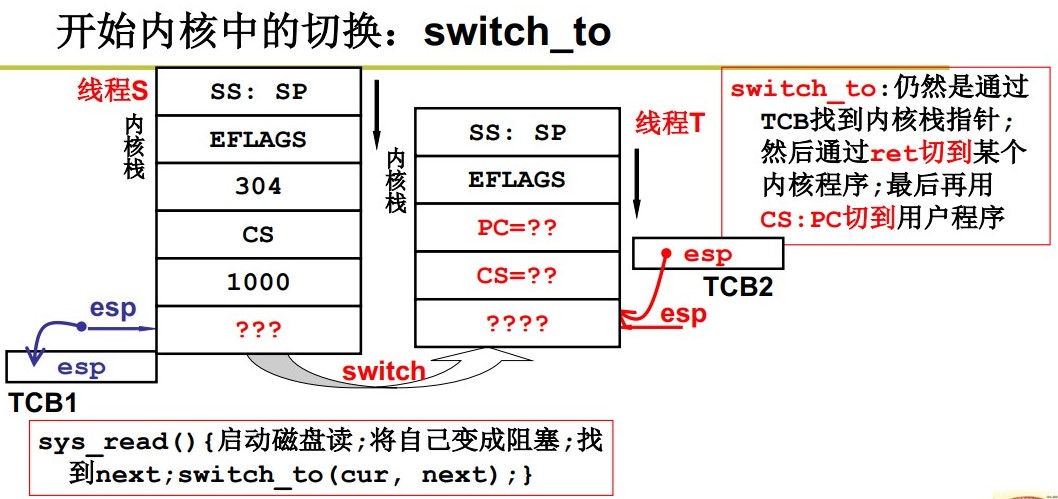 开始内核中的切换：switch_to
线程S
内核栈
SS: SP
EFLAGS
304
CS
1000
???
esp
esp
TCB1
内核栈
SS: SP
EFLAGS
PC=??
CS=??
????
线程T
esp
TCB2
esp
switch
switch_to:仍然是通过
TCB找到内核栈指针;
然后通过ret切到某个
内核程序;最后再用
CS:PC切到用户程序
sys_read(){启动磁盘读;将自己变成阻塞;找
到next;switch_to(cur, next);}